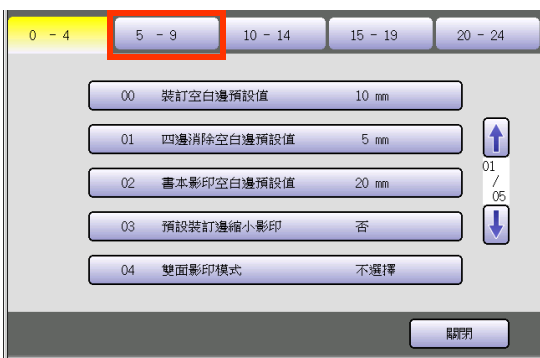 0 - 4 5 - 9 10 - 14 15 - 19 20 - 24
00 裝訂空白邊預設值 10 mm
01 四邊消除空白邊預設值 5 mm
02 書本影印空白邊預設值 20 mm
03 預設裝訂邊縮小影印 否
04 雙面影印模式 不選擇
01
/
05
關閉